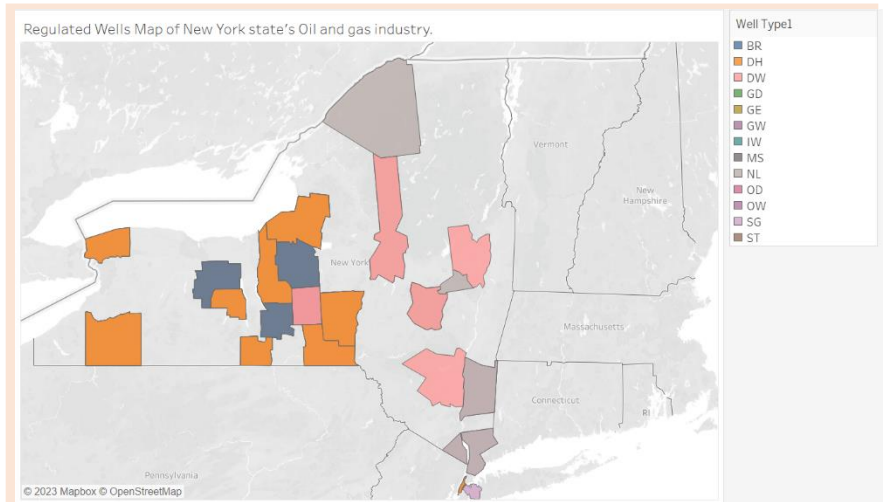 Regulated Wells Map of New York state's Oil and gas industry.
Well Type1
BR
DH
DW
GD
GE
GW
IW
MS
NL
OD
OW
SG
ST
Vermont
New
Hampshire
New York
Massachusetts
Connecticut
RI
Pennsylvania
© 2023 Mapbox © OpenStreetMap